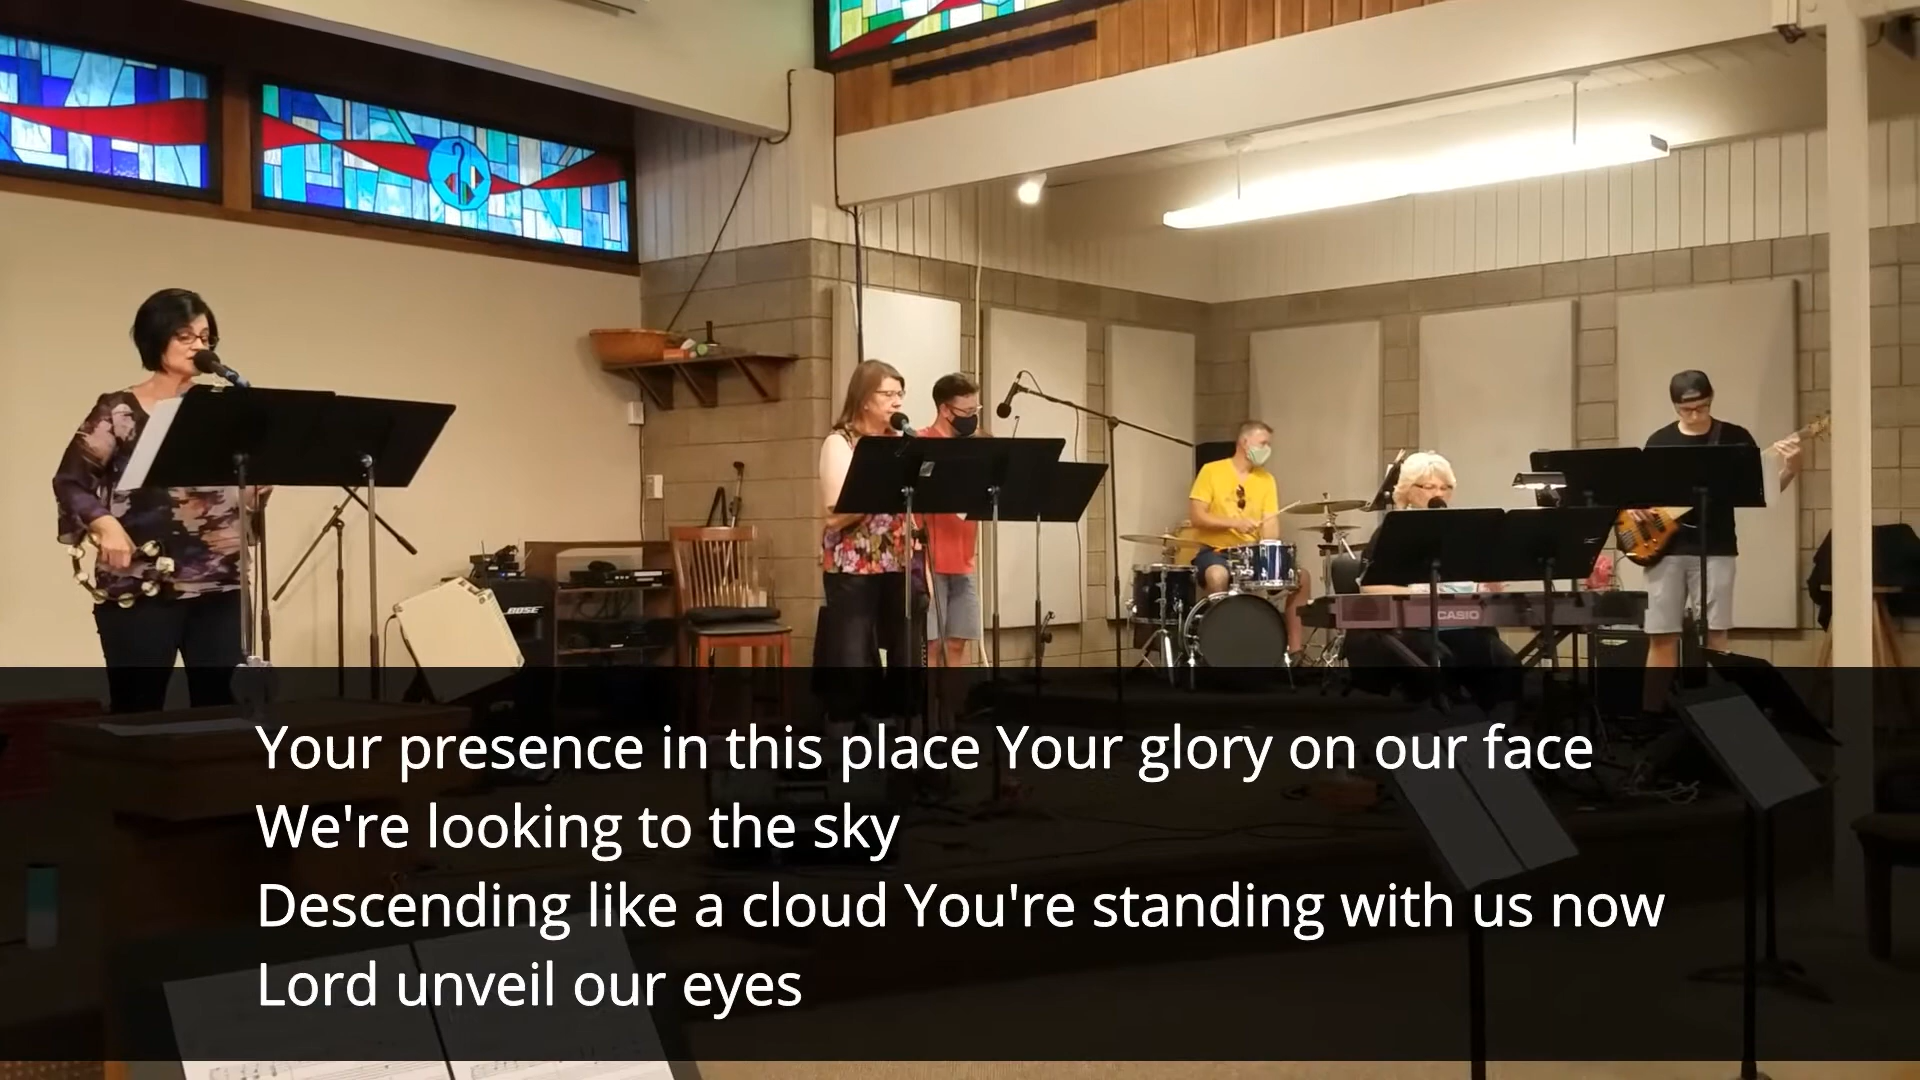 BOSE
CASIO
Your presence in this place Your glory on our face
We're looking to the sky
Descending like a cloud You're standing with us now
Lord unveil our eyes